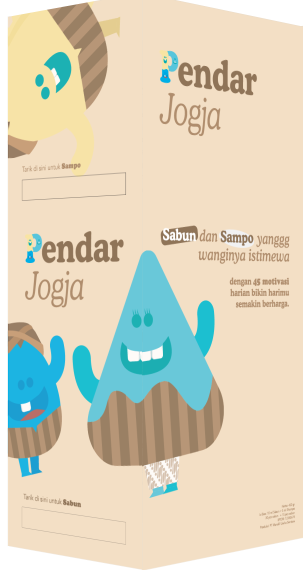 Pendar
Jogja
Tarik di sini untuk Sampo
Pendar
Jogja
Sabun dan Sampo yanggg
wanginya istimewa
dengan 45 motivasi
harian bikin harimu
semakin berharga.
Tarik di sini untuk Sabun